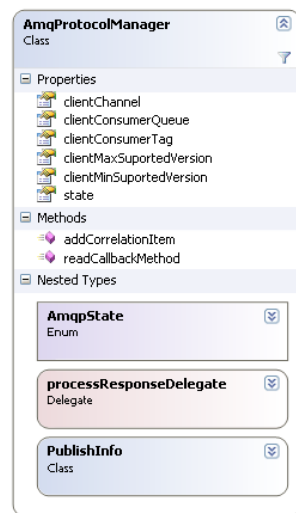 AmqProtocolManager
Class
Properties
clientChannel
clientConsumerQueue
clientConsumerTag
clientMaxSuportedVersion
clientMinSuportedVersion
state
Methods
addCorrelationItem
readCallbackMethod
Nested Types
AmqpState
Enum
processResponseDelegate
Delegate
PublishInfo
Class